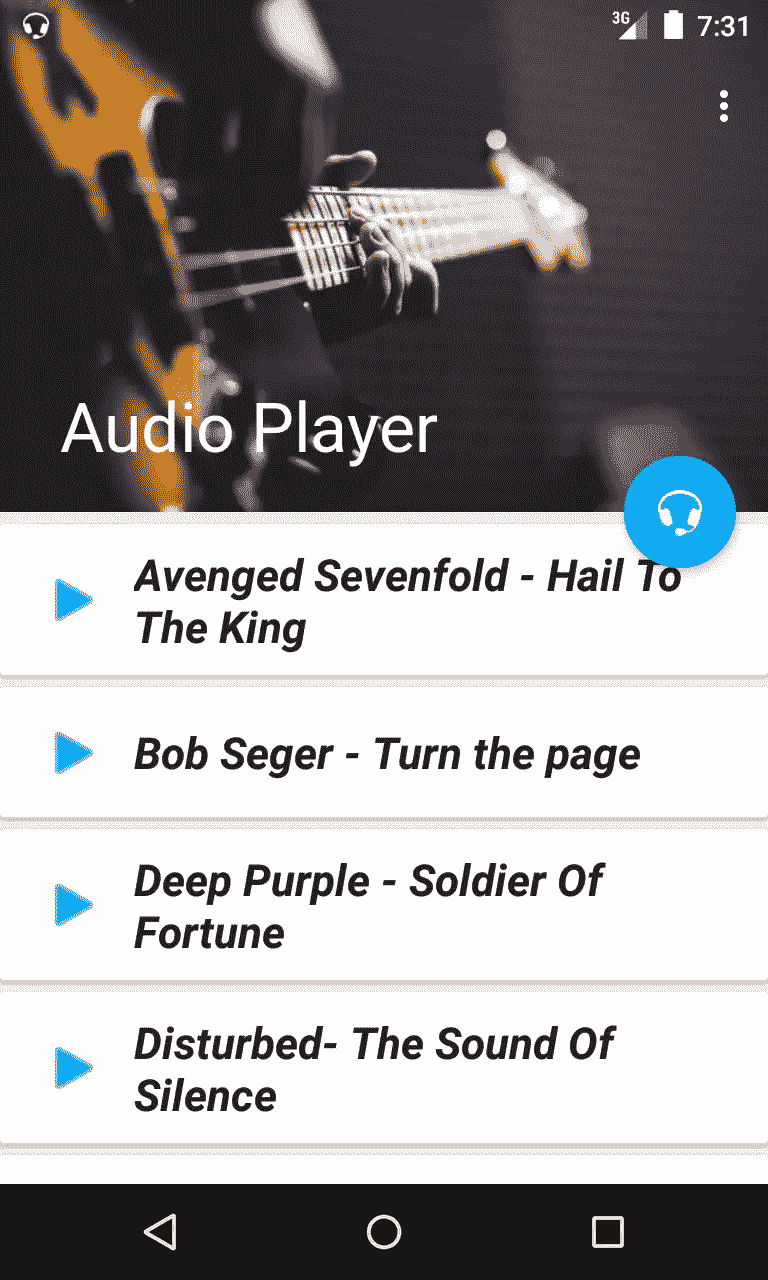 3G 7:31
Audio Player
Avenged Sevenfold - Hail To
The King
Bob Seger - Turn the page
Deep Purple - Soldier Of
Fortune
Disturbed- The Sound Of
Silence